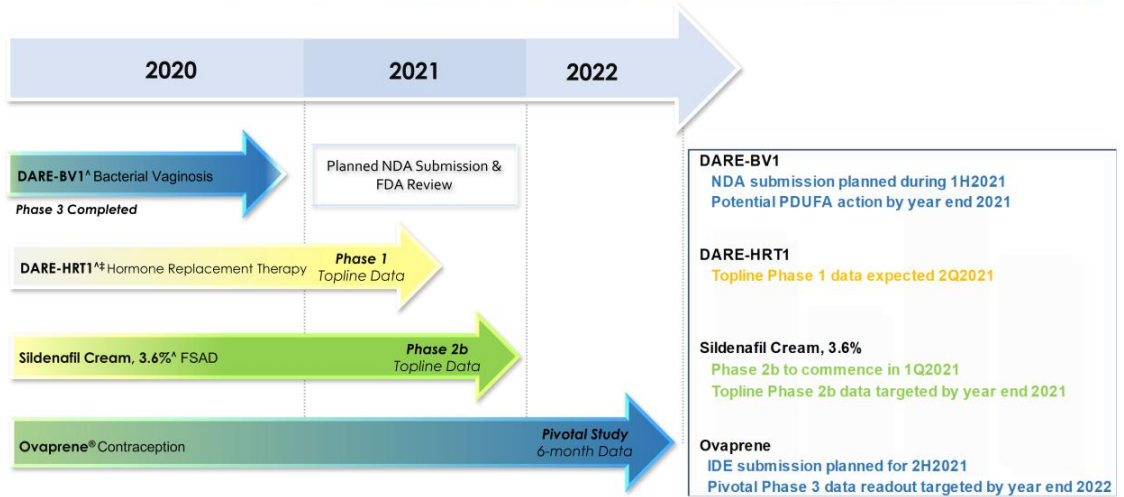 2020
2021
2022
DARE-BV1^ Bacterial Vaginosis
Phase 3 Completed
Planned NDA Submission &
FDA Review
DARE-HRT1^‡ Hormone Replacement Therapy
Phase 1
Topline Data
Sildenafil Cream, 3.6%^ FSAD
Phase 2b
Topline Data
Ovaprene® Contraception
Pivotal Study
6-month Data
DARE-BV1
NDA submission planned during 1H2021
Potential PDUFA action by year end 2021
DARE-HRT1
Topline Phase 1 data expected 2Q2021
Sildenafil Cream, 3.6%
Phase 2b to commence in 1Q2021
Topline Phase 2b data targeted by year end 2021
Ovaprene
IDE submission planned for 2H2021
Pivotal Phase 3 data readout targeted by year end 2022